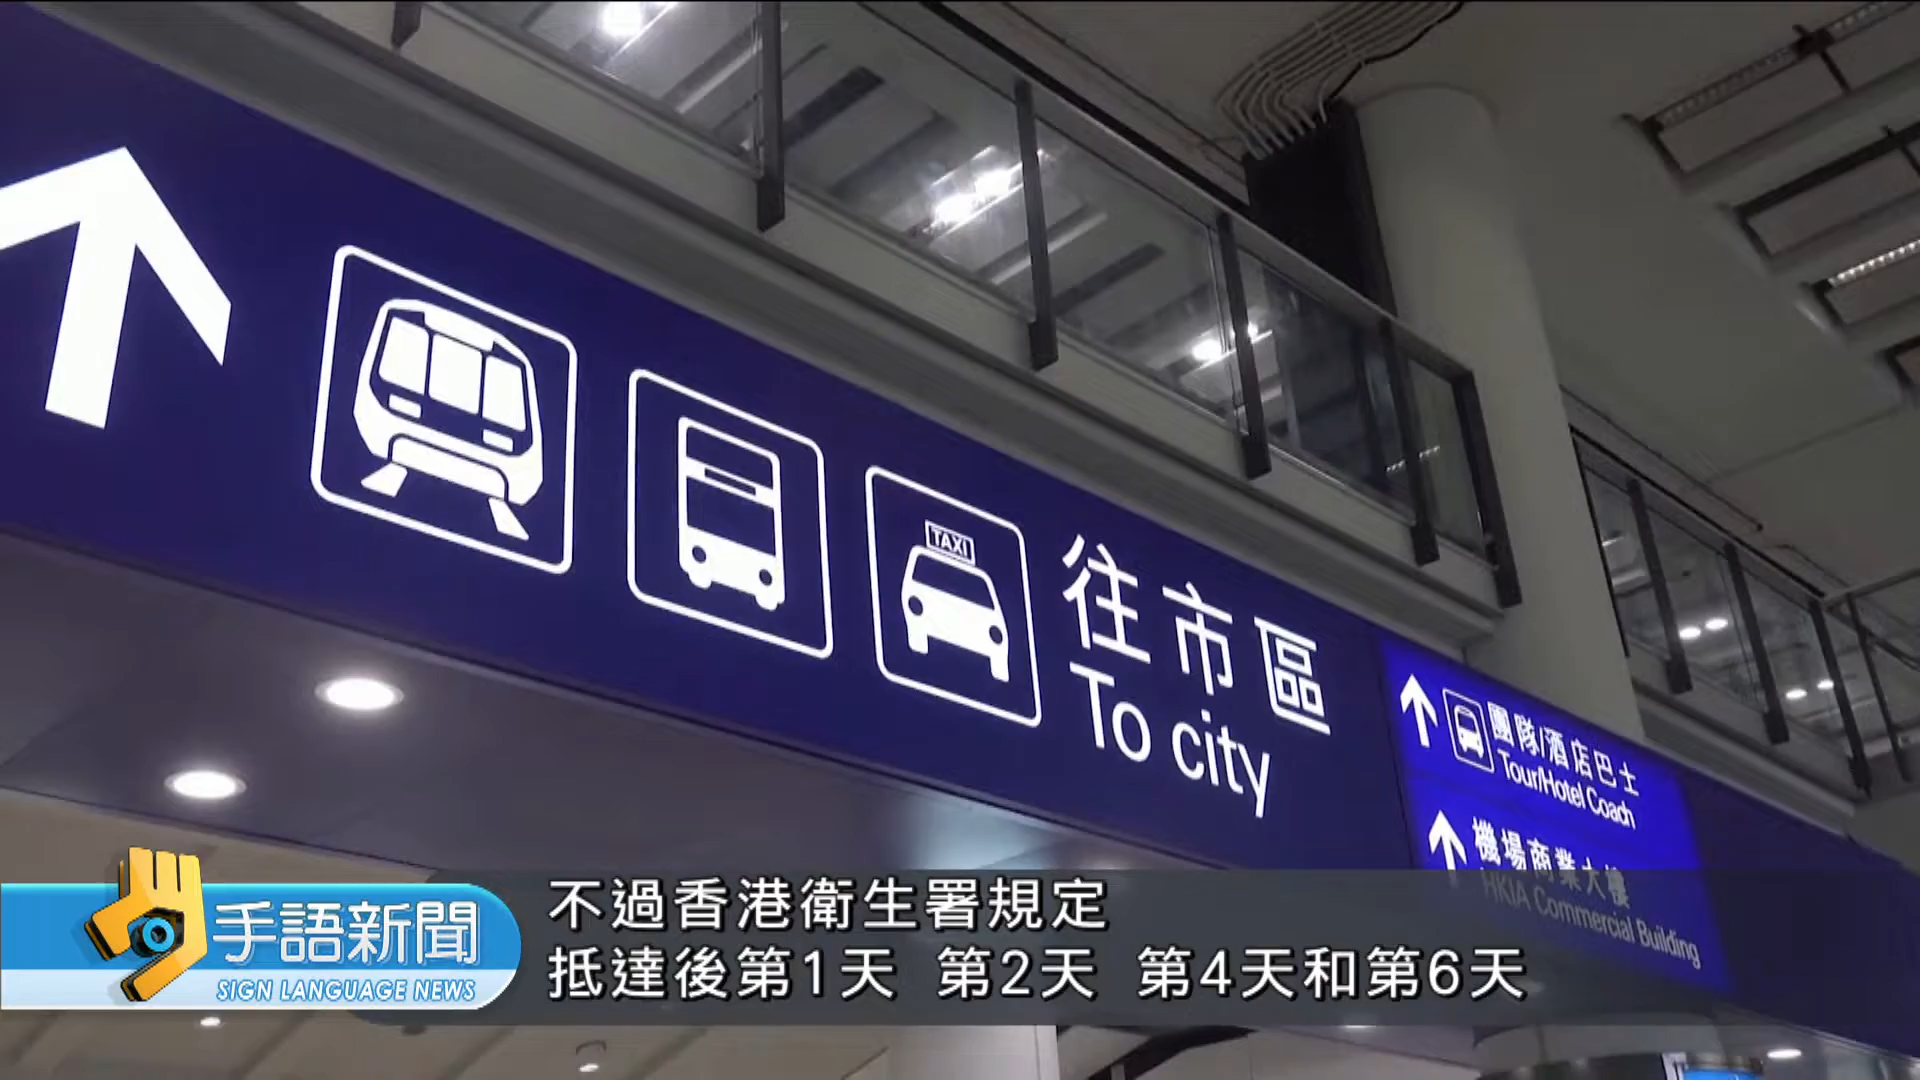 TAXI
往市區
To city
團隊/酒店巴士
Tour/Hotel Coach
機場商業大樓
HKIA Commercial Building
手語新聞
SIGN LANGUAGE NEWS
不過香港衛生署規定
抵達後第1天 第2天 第4天和第6天